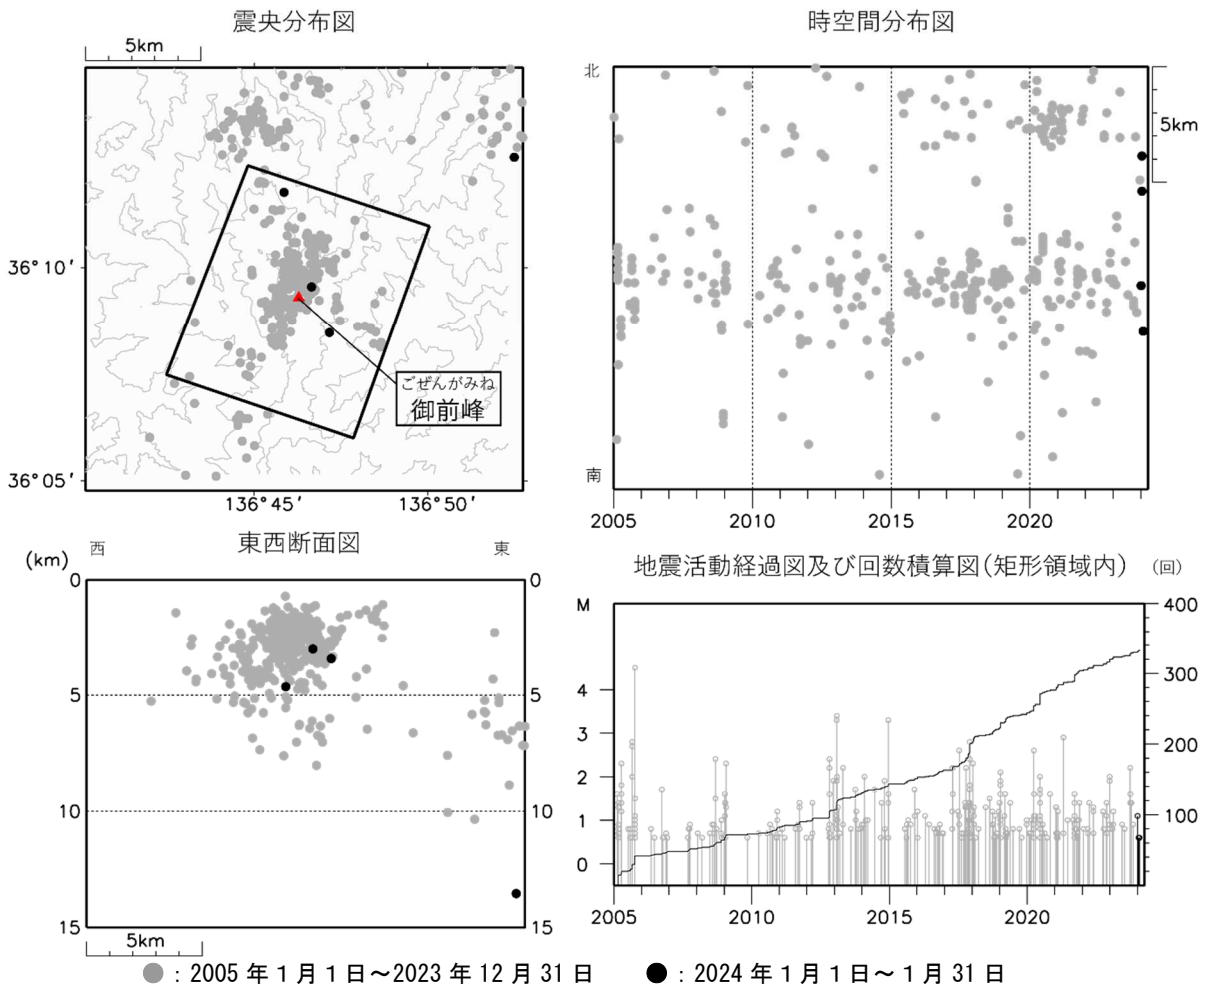 震央分布図
5km
36° 10′
36° 05′
136°45′
136°50′
ごぜんがみね
御前峰
時空間分布図
北
南
5km
2005
2010
2015
2020
東西断面図
(km)
西
東
0
5
10
15
0
5
10
15
5km
地震活動経過図及び回数積算図(矩形領域内)
(回)
M
4
3
2
1
0
400
300
200
100
2005
2010
2015
2020
：2005 年 1 月 1 日～2023 年 12 月 31 日
：2024 年 1 月 1 日～ 1 月 31 日